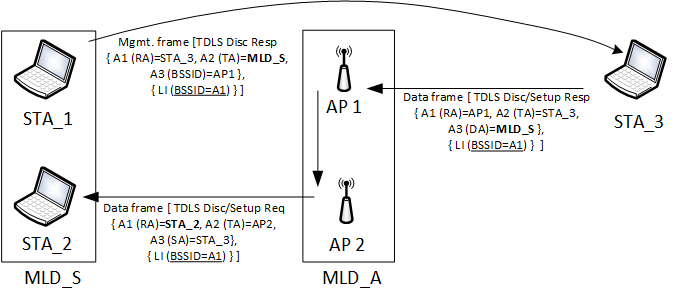 Mgmt. frame [TDLS Disc Resp
{ A1 (RA)=STA_3, A2 (TA)=MLD_S,
A3 (BSSID)=AP1 },
{ LI (BSSID=A1) } ]
STA_1
AP 1
Data frame [ TDLS Disc/Setup Resp
{ A1 (RA)=AP1, A2 (TA)=STA_3,
A3 (DA)=MLD_S },
{ LI (BSSID=A1) } ]
STA_3
Data frame [ TDLS Disc/Setup Req
{ A1 (RA)=STA_2, A2 (TA)=AP2,
A3 (SA)=STA_3},
{ LI (BSSID=A1) } ]
STA_2
AP 2
MLD_S
MLD_A